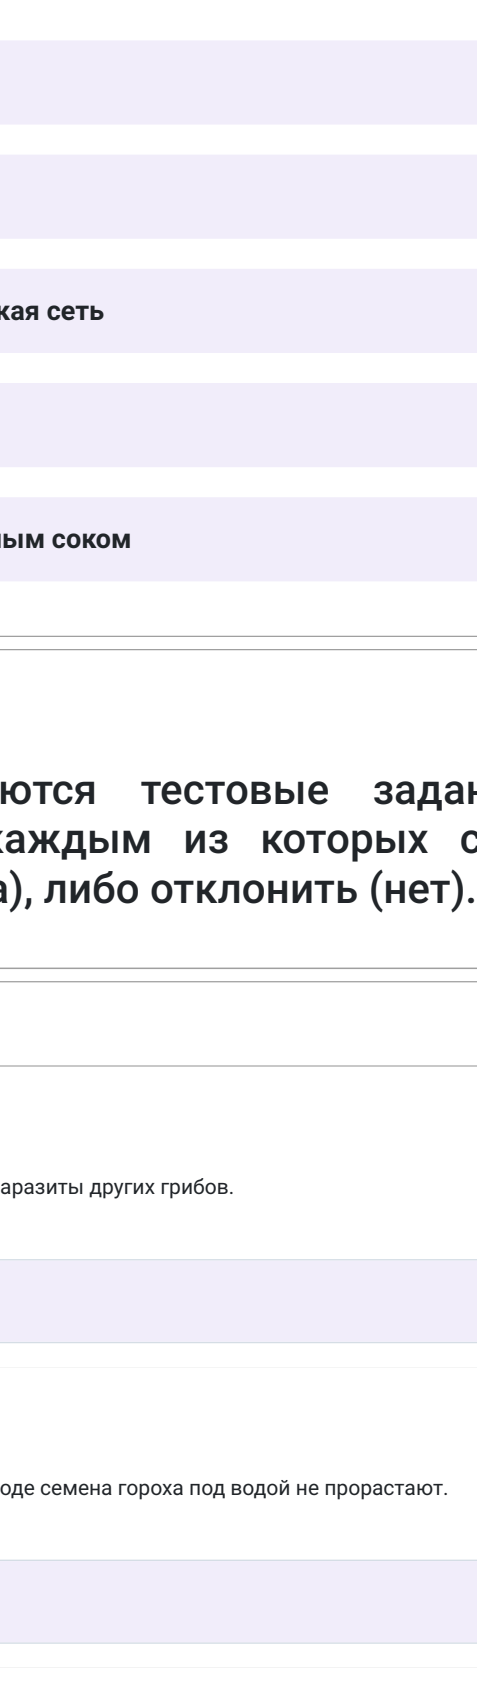 кая сеть
ным соком
ются тестовые задан
каждым из которых с
а), либо отклонить (нет).
аразиты других грибов.
оде семена гороха под водой не прорастают.